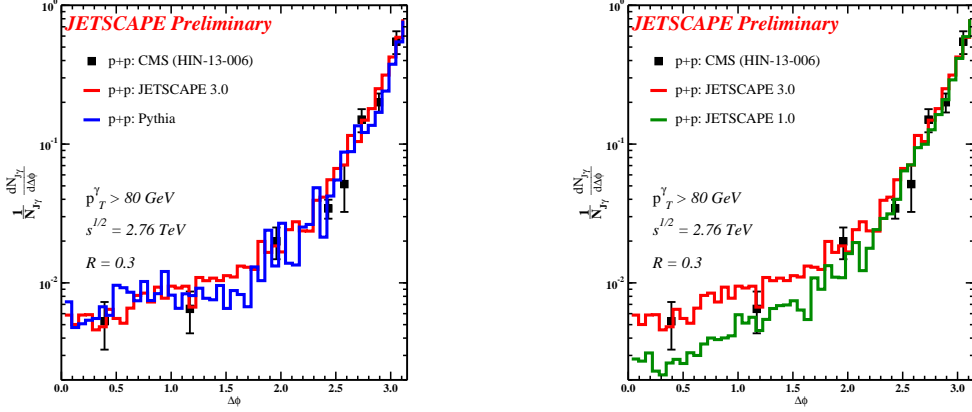 JETSCAPE Preliminary
p+p: CMS (HIN-13-006)
p+p: JETSCAPE 3.0
p+p: Pythia
10^0
10^-1
10^-2
1/N_Jγ dN_Jγ/dΔϕ
p_T^γ > 80 GeV
s^1/2 = 2.76 TeV
R = 0.3
0.0 0.5 1.0 1.5 2.0 2.5 3.0
Δϕ
JETSCAPE Preliminary
p+p: CMS (HIN-13-006)
p+p: JETSCAPE 3.0
p+p: JETSCAPE 1.0
10^0
10^-1
10^-2
1/N_Jγ dN_Jγ/dΔϕ
p_T^γ > 80 GeV
s^1/2 = 2.76 TeV
R = 0.3
0.0 0.5 1.0 1.5 2.0 2.5 3.0
Δϕ